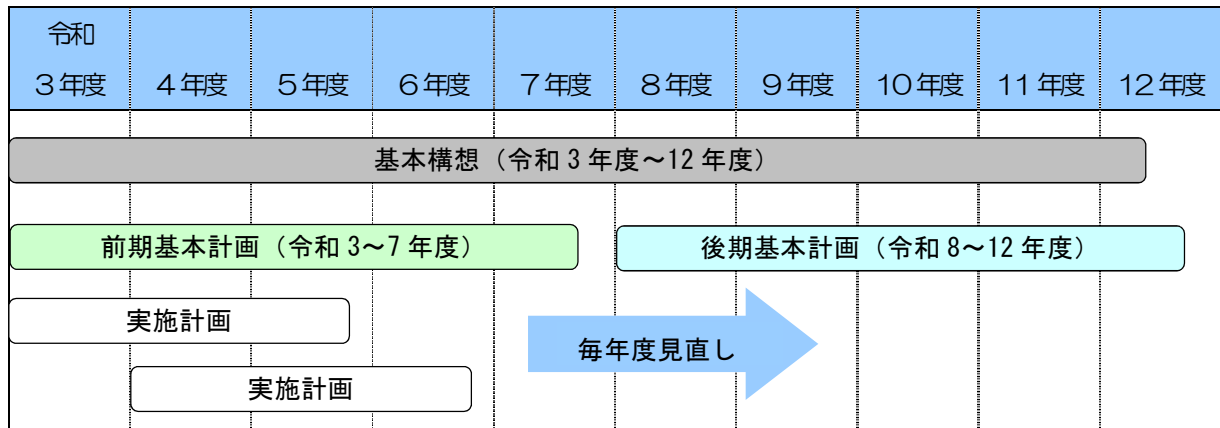 令和
3年度 4年度 5年度 6年度 7年度 8年度 9年度 10年度 11年度 12年度
基本構想（令和3年度～12年度）
前期基本計画（令和3～7年度） 後期基本計画（令和8～12年度）
実施計画
毎年度見直し
実施計画